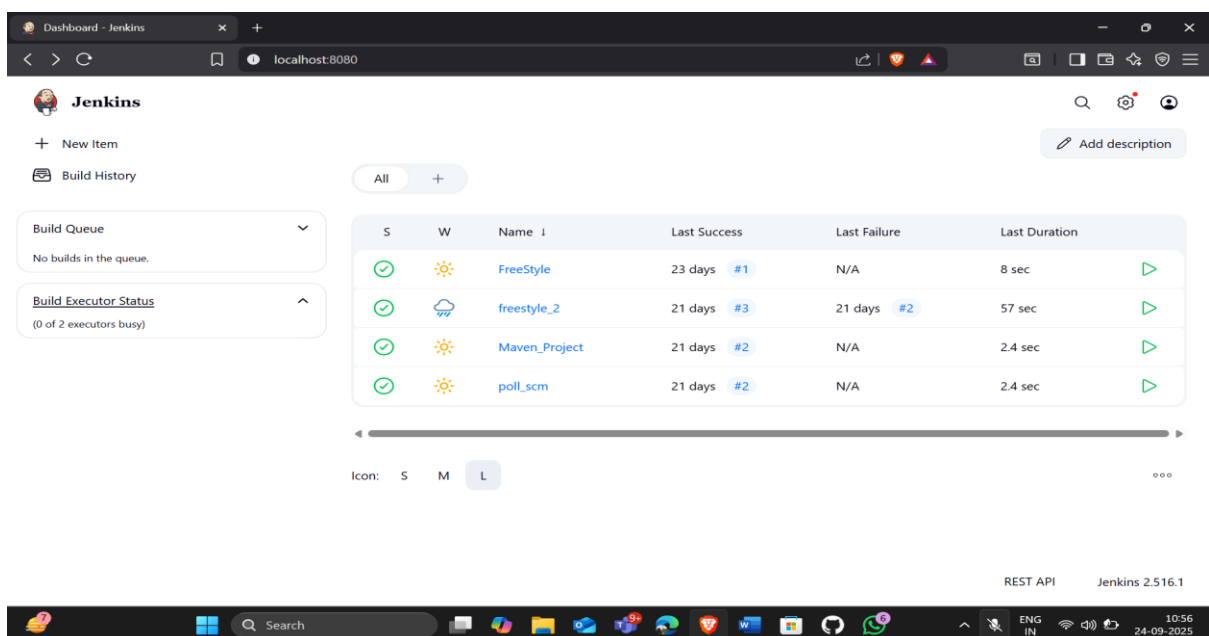 Dashboard - Jenkins
localhost:8080
Jenkins
New Item
Add description
Build History
All
Build Queue
No builds in the queue.
Build Executor Status
(0 of 2 executors busy)
S W Name ↓ Last Success Last Failure Last Duration
FreeStyle 23 days #1 N/A 8 sec
freestyle_2 21 days #3 21 days #2 57 sec
Maven_Project 21 days #2 N/A 2.4 sec
poll_scm 21 days #2 N/A 2.4 sec
Icon: S M L
REST API Jenkins 2.516.1
7
Search
9+
6
ENG
IN
10:56
24-09-2025